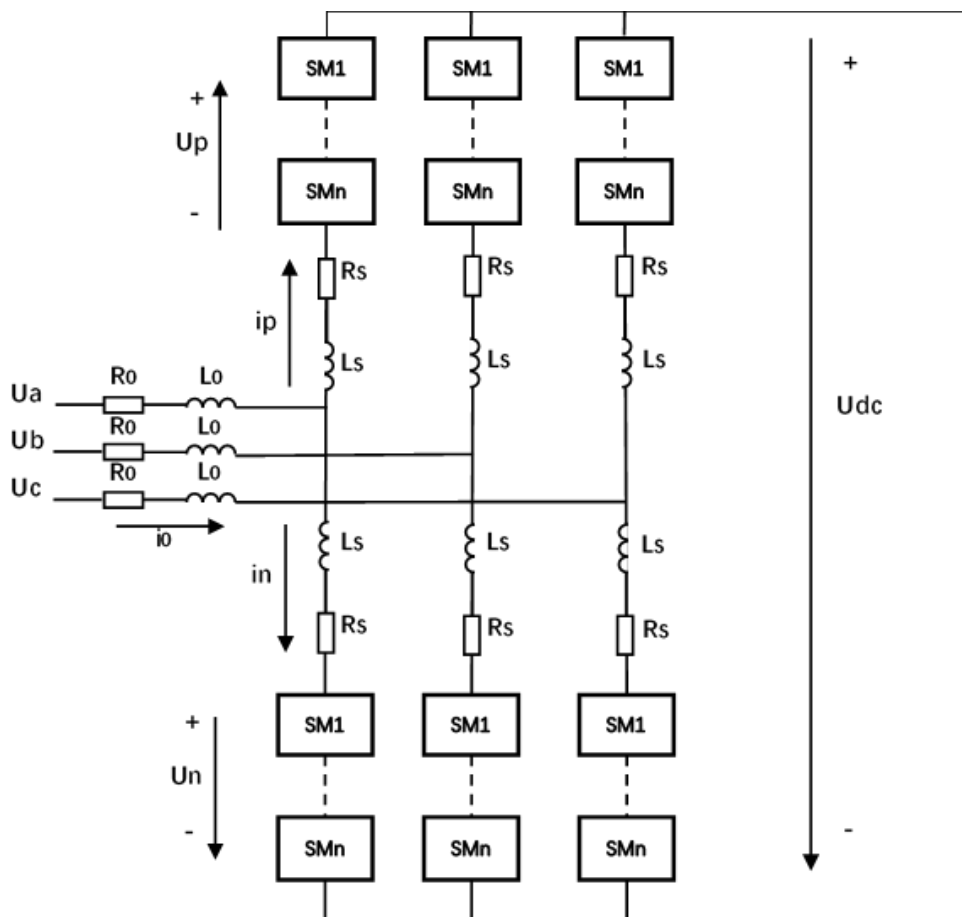 SM1 SM1 SM1
+
+
Up
SMn SMn SMn
-
Rs Rs Rs
ip
Ls Ls Ls
Ua R0 L0
Udc
Ub R0 L0
Uc R0 L0
i0
Ls Ls Ls
in
Rs Rs Rs
+
SM1 SM1 SM1
Un
-
-
SMn SMn SMn